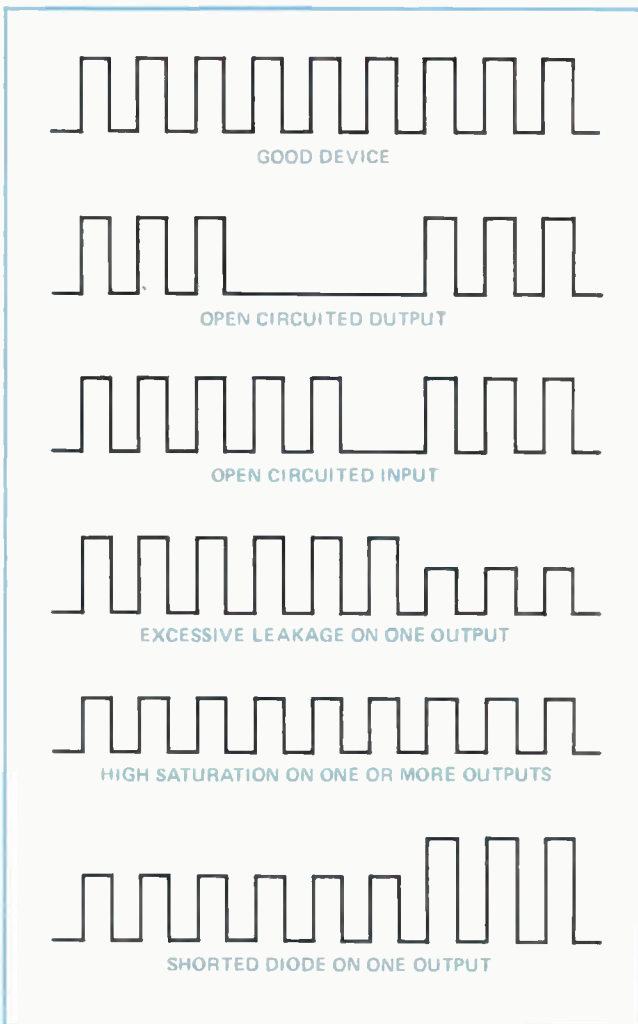 GOOD DEVICE
OPEN CIRCUITED DUTPUT
OPEN CIRCUITED INPUT
EXCESSIVE LEAKAGE ON ONE OUTPUT
HIGH SATURATION ON ONE OR MORE OUTPUTS
SHORTED DIODE ON ONE OUTPUT